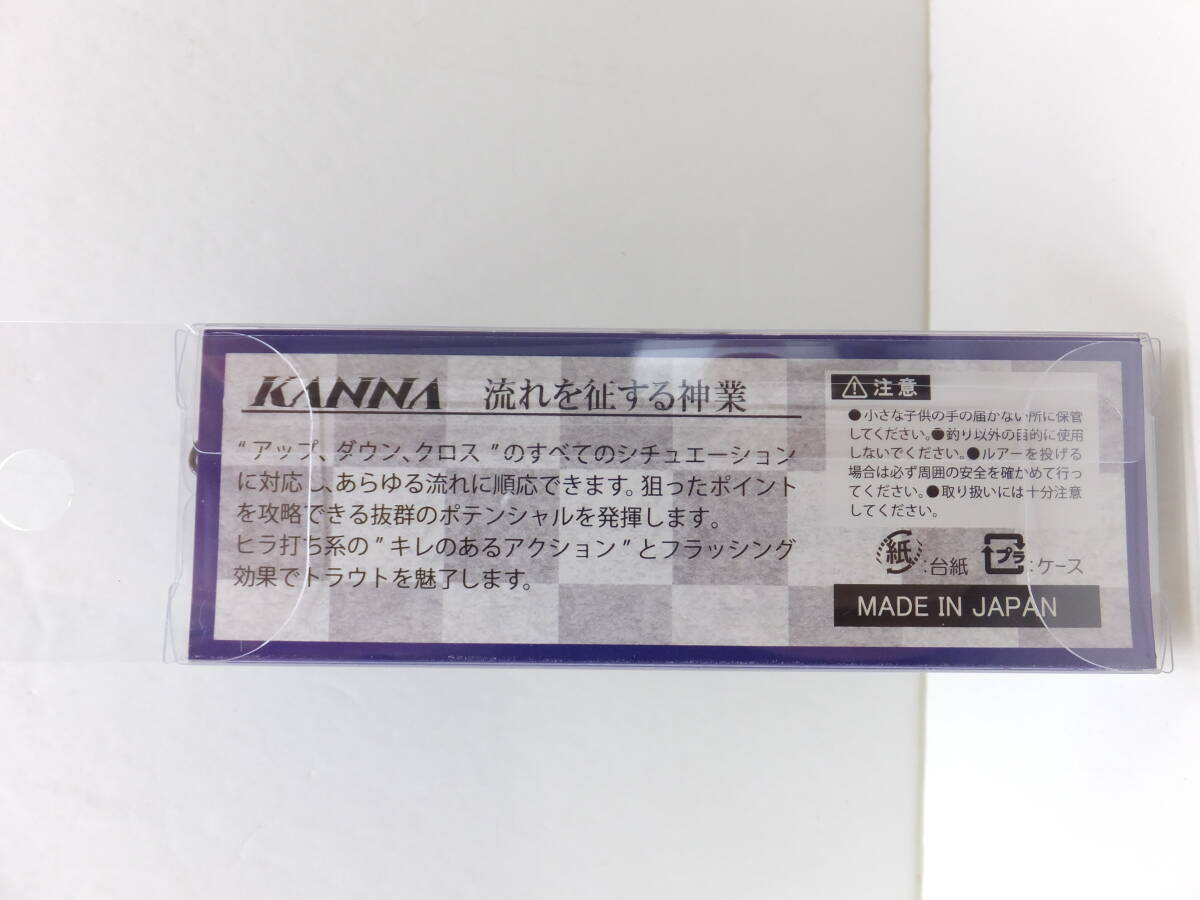 KANNA 流れを征する神業
“アップ、ダウン、クロス”のすべてのシチュエーション
に対応し、あらゆる流れに順応できます。狙ったポイント
を攻略できる抜群のポテンシャルを発揮します。
ヒラ打ち系の”キレのあるアクション”とフラッシング
効果でトラウトを魅了します。
注意
●小さな子供の手の届かない所に保管
してください。●釣り以外の目的に使用
しないでください。●ルアーを投げる
場合は必ず周囲の安全を確かめて行っ
てください。●取り扱いには十分注意
してください。
紙:台紙 プラ:ケース
MADE IN JAPAN